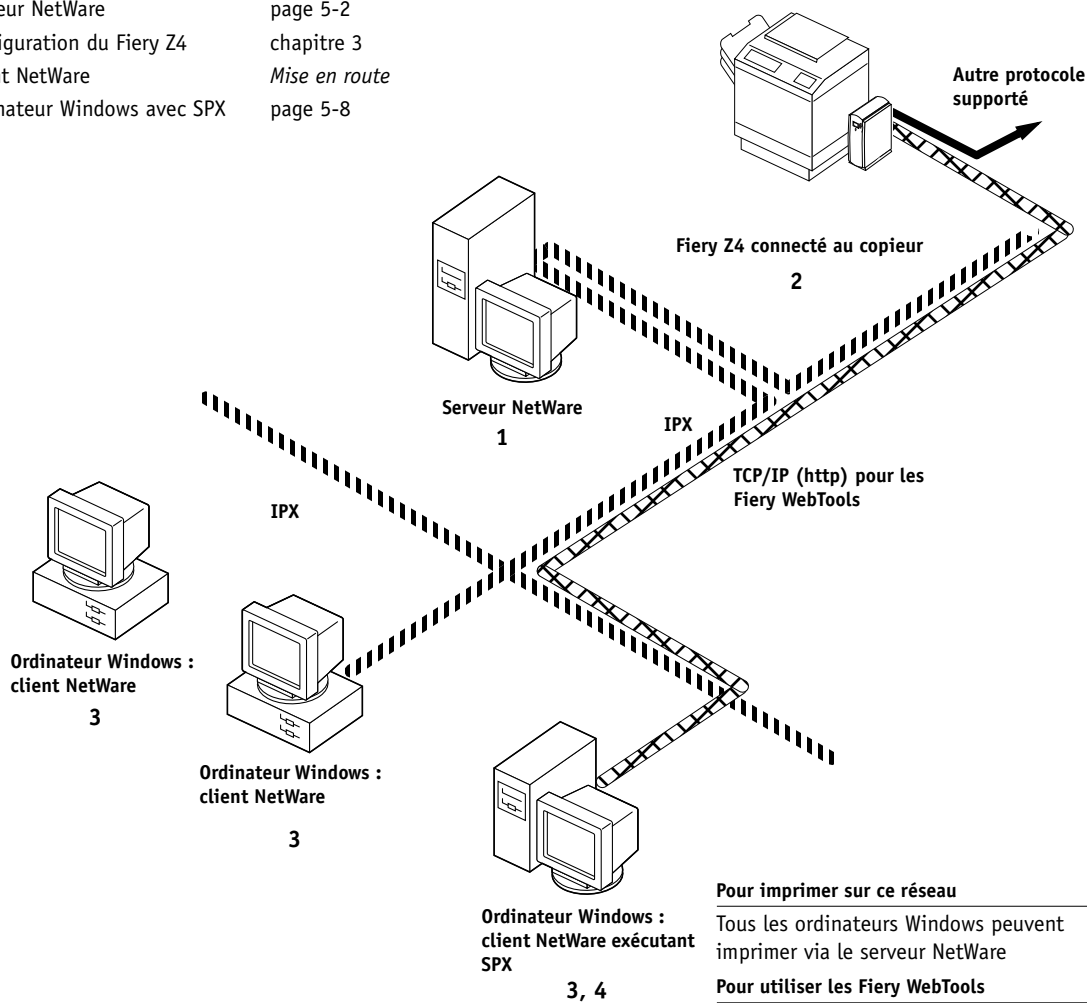 eur NetWare page 5-2
iguration du Fiery Z4 chapitre 3
t NetWare Mise en route
nateur Windows avec SPX page 5-8
Autre protocole
supporté
Fiery Z4 connecté au copieur
2
Serveur NetWare
1
IPX
TCP/IP (http) pour les
Fiery WebTools
IPX
Ordinateur Windows :
client NetWare
3
Ordinateur Windows :
client NetWare
3
Ordinateur Windows :
client NetWare exécutant
SPX
3, 4
Pour imprimer sur ce réseau
Tous les ordinateurs Windows peuvent
imprimer via le serveur NetWare
Pour utiliser les Fiery WebTools